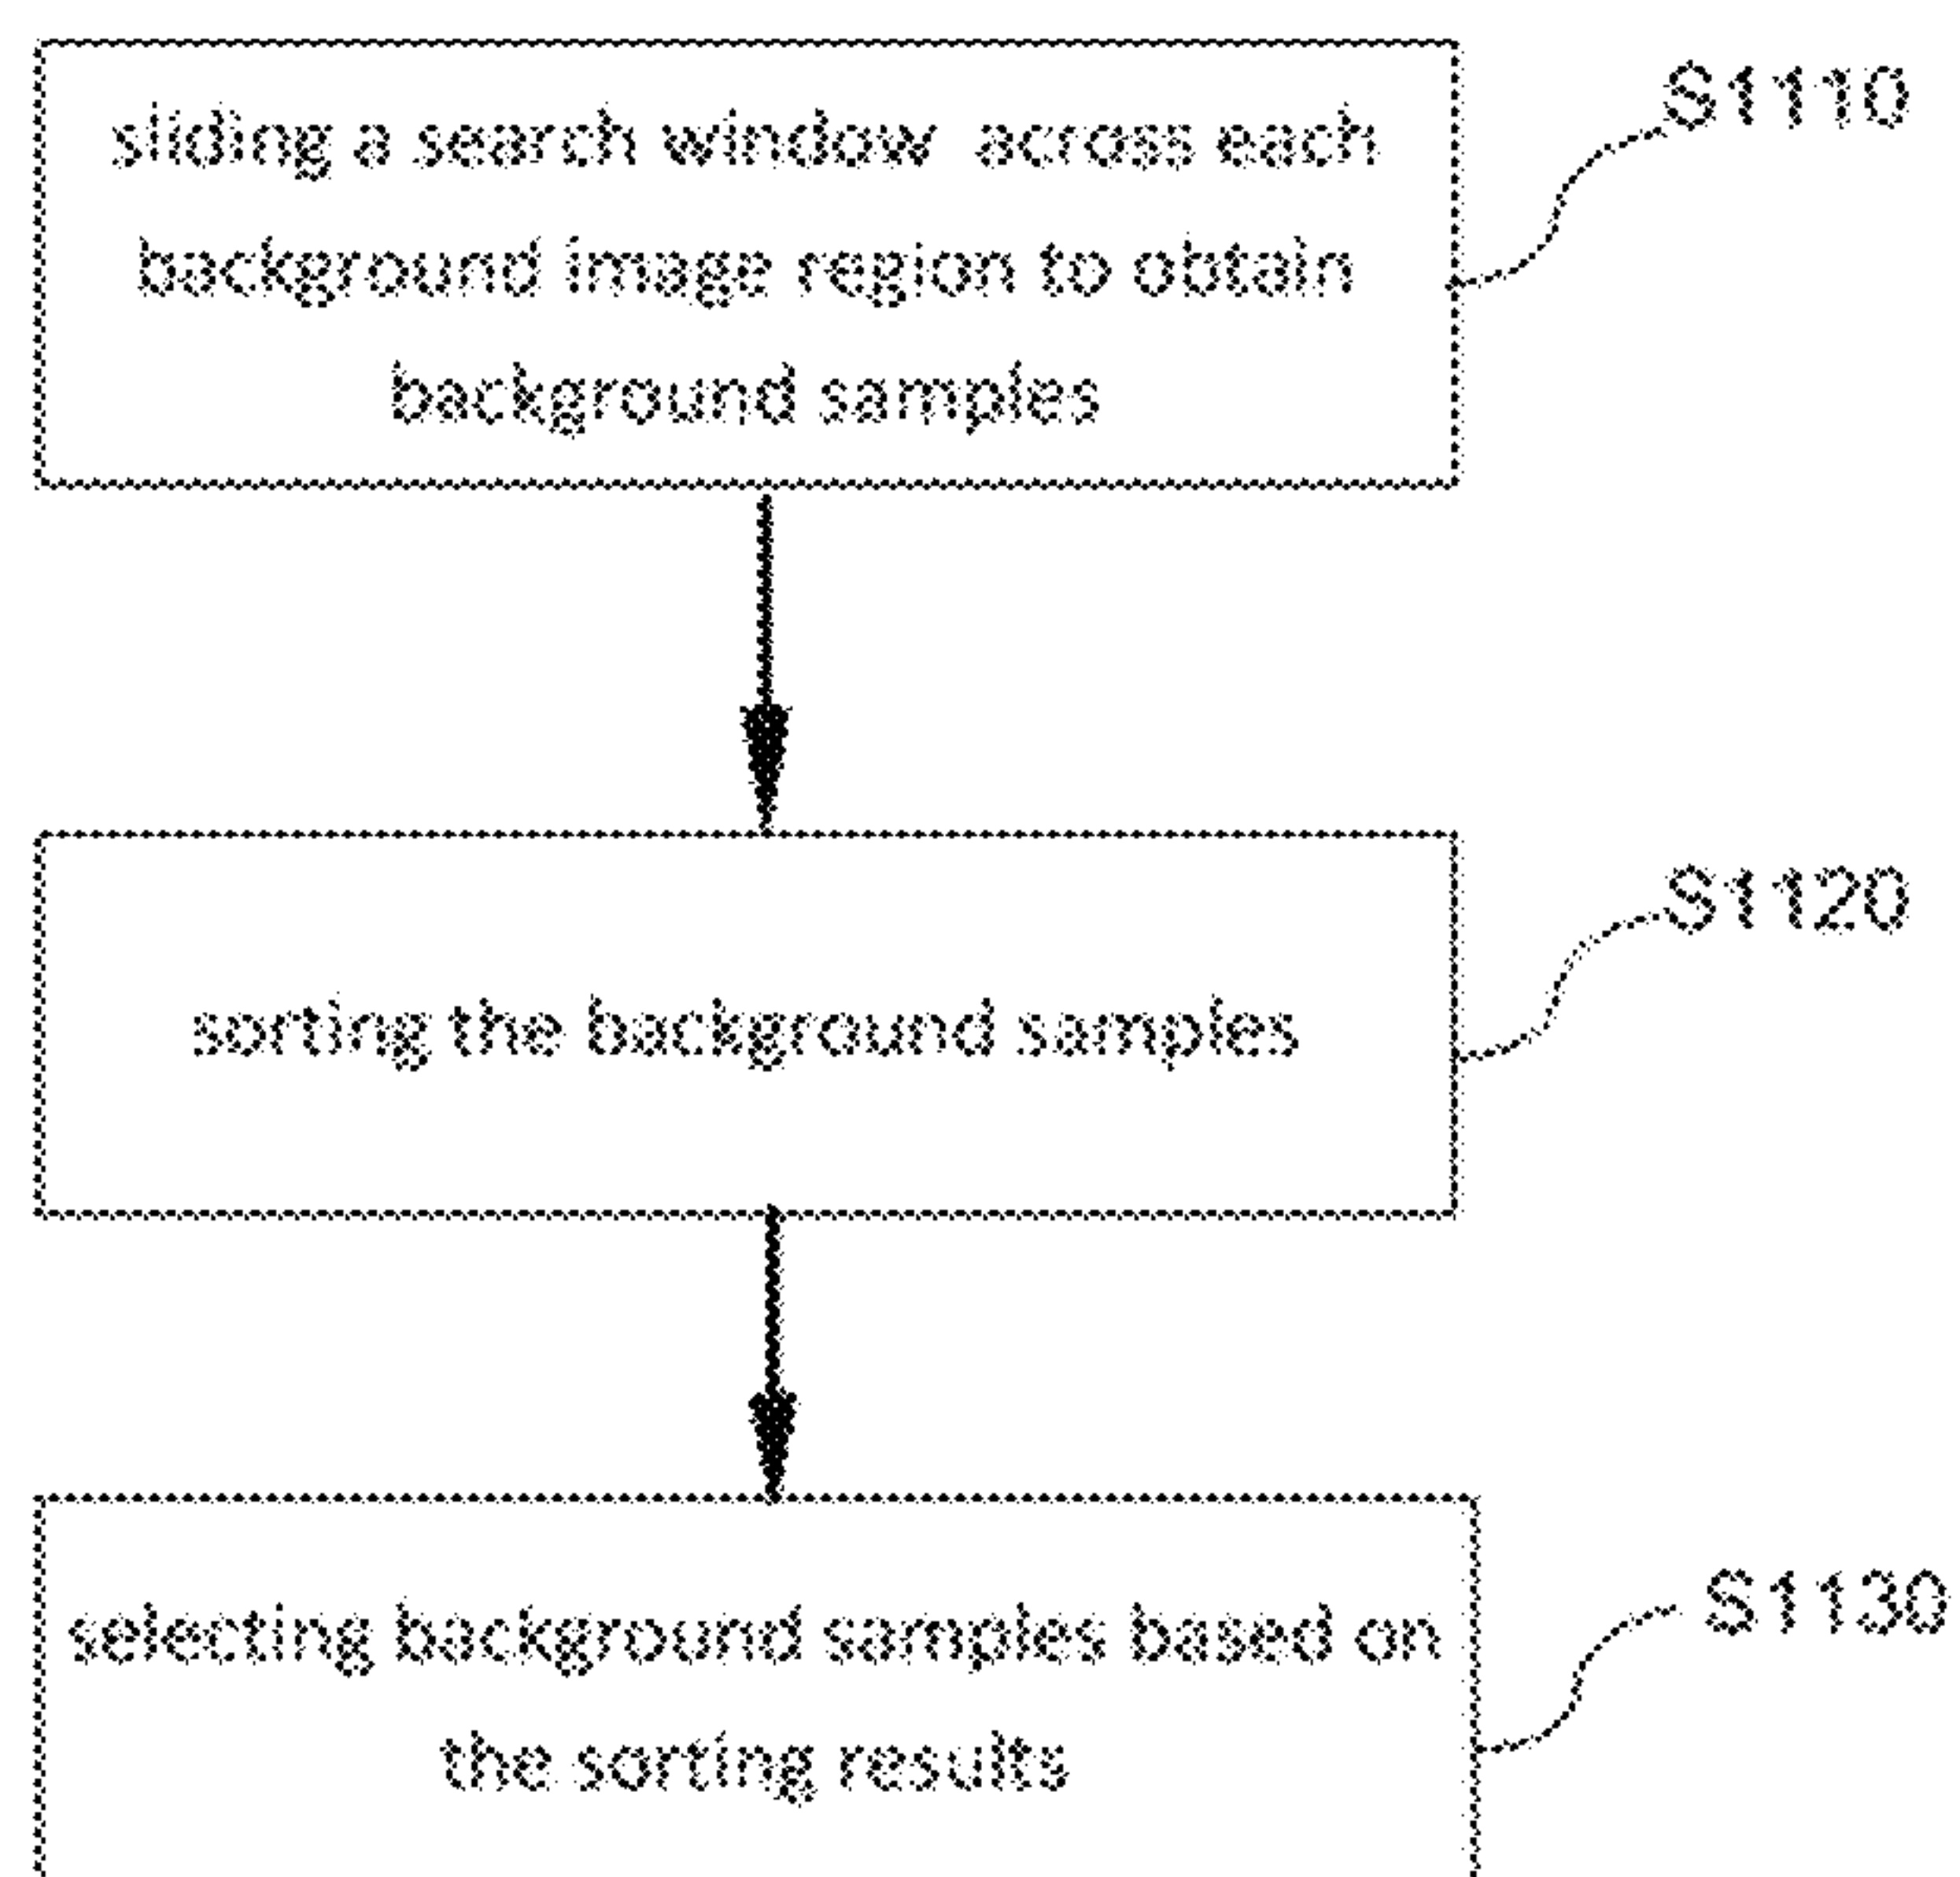 sliding a search window across each
background image region to obtain
background samples
S1110
sorting the background samples
S1120
selecting background samples based on
the sorting results
S1130